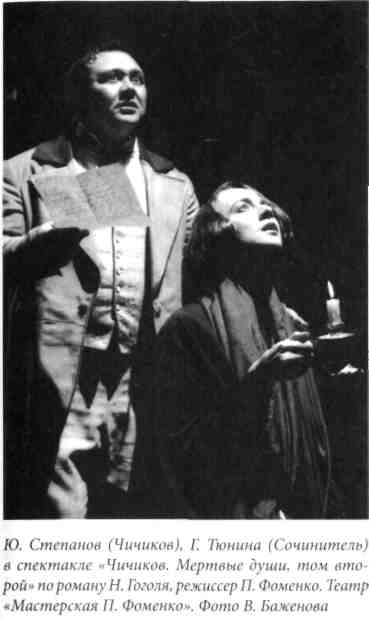 Ю. Степанов (Чичиков), Г. Тюнина (Сочинитель)
в спектакле «Чичиков. Мертвые души, том вто-
рой» по роману Н. Гоголя, режиссер П. Фоменко. Театр
«Мастерская П. Фоменко». Фото В. Баженова